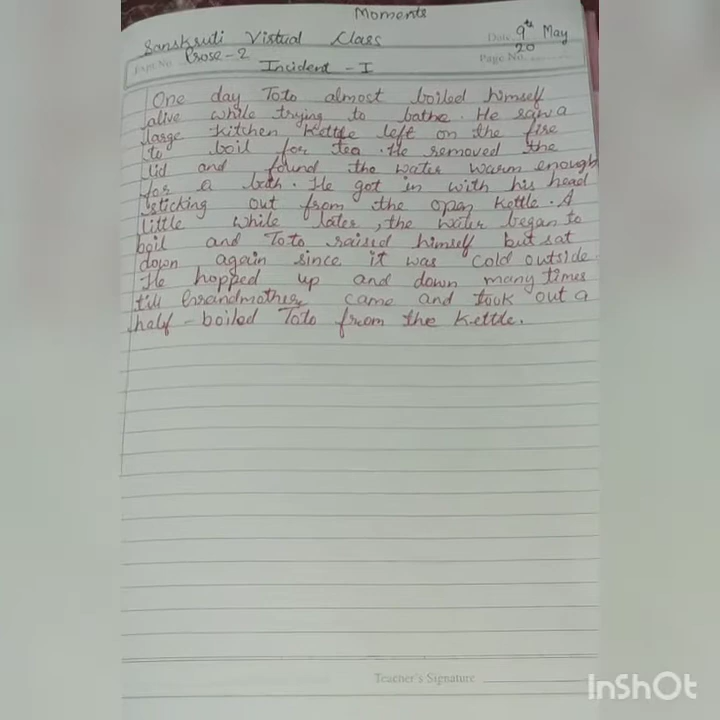 Moments
Sanskruti Virtual Class
Date 9th May
20
Expt. No. Prose - 2
Page No.
Incident - I
One day Toto almost boiled himself
alive while trying to bathe. He saw a
large kitchen kettle left on the fire
to boil for tea. He removed the
lid and found the water warm enough
for a bath. He got in with his head
sticking out from the open kettle. A
little while later, the water began to
boil and Toto raised himself but sat
down again since it was cold outside.
He hopped up and down many times
till Grandmother came and took out a
half-boiled Toto from the kettle.
Teacher's Signature
InShOt